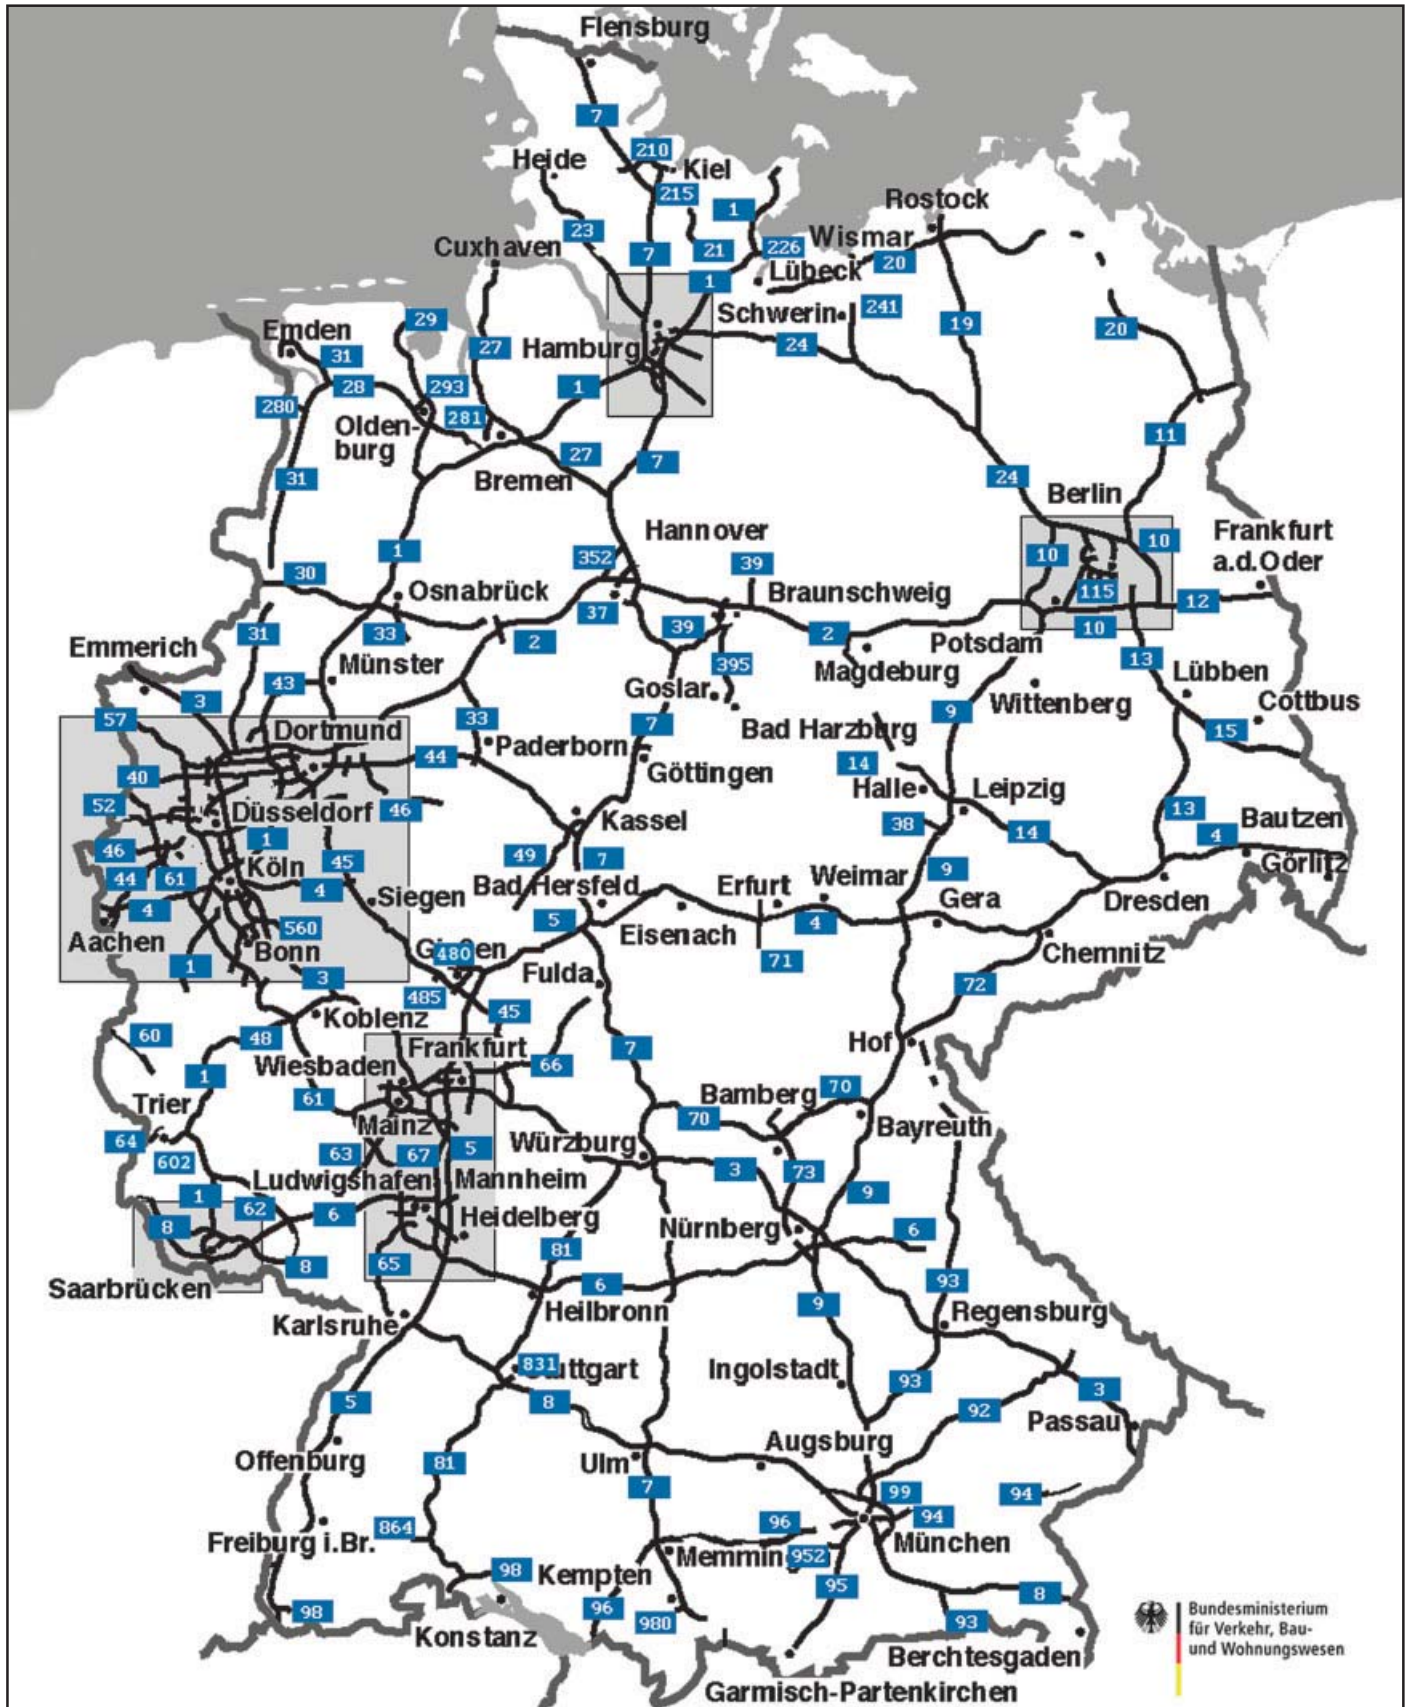 Flensburg
7
210
Heide
Kiel
215
1
Rostock
23
Cuxhaven
7
21
226
Wismar
20
Lübeck
1
Schwerin
241
29
Emden
31
27
Hamburg
24
19
20
28
293
1
280
281
Olden-
burg
27
7
11
31
Bremen
24
Berlin
Hannover
Frankfurt
a.d.Oder
1
352
39
10
10
30
Osnabrück
Braunschweig
115
12
37
31
33
2
39
2
10
Potsdam
Emmerich
Münster
395
Magdeburg
13
Lübben
3
43
Goslar
Wittenberg
Cottbus
57
33
7
Bad Harzburg
9
15
Dortmund
Paderborn
44
14
Göttingen
40
Halle
Leipzig
52
Düsseldorf
46
Kassel
38
14
13
4
Bautzen
46
1
Görlitz
49
7
44
61
Köln
45
Siegen
Bad Hersfeld
Erfurt
Weimar
9
Gera
Dresden
4
4
5
Eisenach
4
Aachen
560
Bonn
Gießen
480
Chemnitz
1
3
Fulda
71
72
485
45
Koblenz
60
48
Frankfurt
7
Hof
Wiesbaden
66
1
Bamberg
70
Trier
61
Mainz
70
Bayreuth
64
63
67
5
Würzburg
3
73
602
Ludwigshafen
Mannheim
9
1
62
6
Heidelberg
Nürnberg
6
8
81
8
65
6
93
Saarbrücken
Heilbronn
9
Regensburg
Karlsruhe
831
Stuttgart
Ingolstadt
93
3
5
8
92
Passau
Offenburg
81
Ulm
Augsburg
7
99
94
864
96
94
Freiburg i.Br.
Memming
952
München
98
Kempten
95
8
98
96
980
93
Konstanz
Berchtesgaden
Garmisch-Partenkirchen
Bundesministerium
für Verkehr, Bau-
und Wohnungswesen